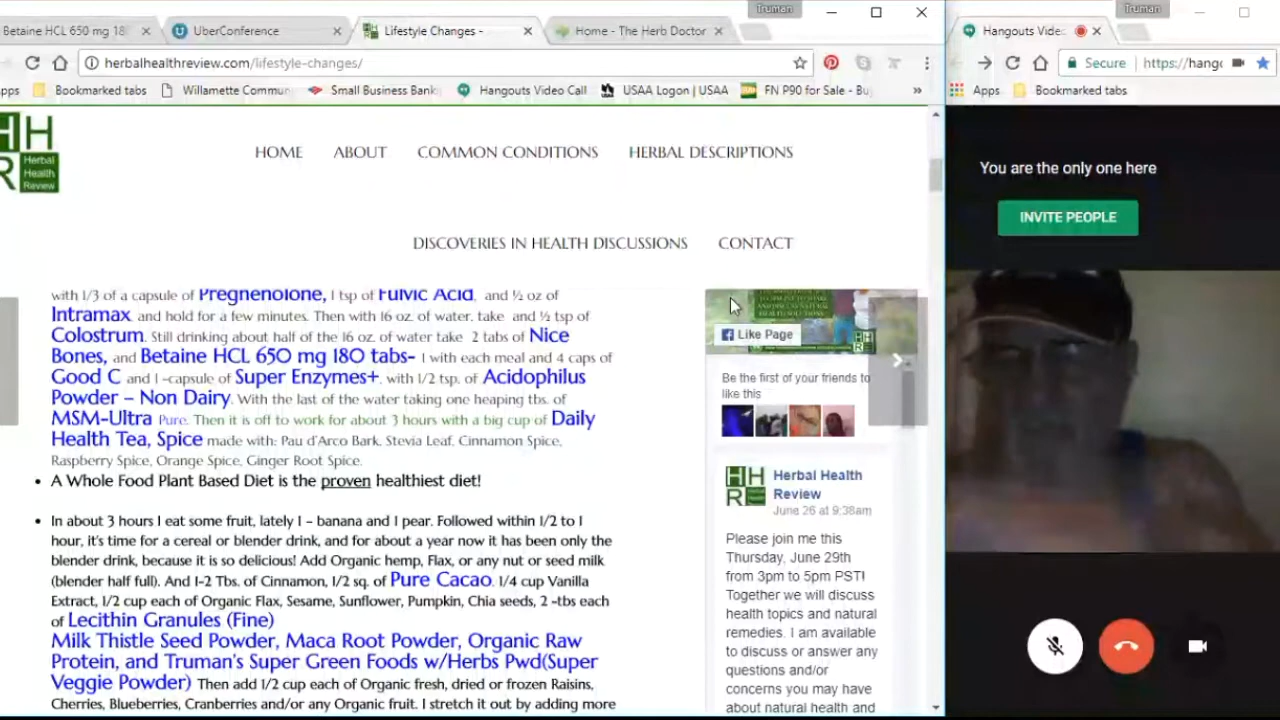 Truman
Truman
Betaine HCL 650 mg 18
UberConference
Lifestyle Changes -
Home - The Herb Doctor
Hangouts Video
herbalhealthreview.com/lifestyle-changes/
Secure
https://hang
pps
Bookmarked tabs
Willamette Commun
Small Business Bank
Hangouts Video Call
USAA Logon | USAA
FN P90 for Sale - Bu
»
Apps
Bookmarked tabs
HH
R
Herbal
Health
Review
HOME
ABOUT
COMMON CONDITIONS
HERBAL DESCRIPTIONS
DISCOVERIES IN HEALTH DISCUSSIONS
CONTACT
You are the only one here
INVITE PEOPLE
with 1/3 of a capsule of Pregnenolone, 1 tsp of Fulvic Acid, and ½ oz of
Intramax and hold for a few minutes. Then with 16 oz. of water. take and ½ tsp of
Colostrum. Still drinking about half of the 16 oz. of water take 2 tabs of Nice
Bones, and Betaine HCL 650 mg 180 tabs- 1 with each meal and 4 caps of
Good C and 1 -capsule of Super Enzymes+. with 1/2 tsp. of Acidophilus
Powder – Non Dairy. With the last of the water taking one heaping tbs. of
MSM-Ultra Pure. Then it is off to work for about 3 hours with a big cup of Daily
Health Tea, Spice made with: Pau d'Arco Bark, Stevia Leaf, Cinnamon Spice,
Raspberry Spice, Orange Spice, Ginger Root Spice.
• A Whole Food Plant Based Diet is the proven healthiest diet!
• In about 3 hours I eat some fruit, lately 1 – banana and 1 pear. Followed within 1/2 to 1
hour, it's time for a cereal or blender drink, and for about a year now it has been only the
blender drink, because it is so delicious! Add Organic hemp, Flax, or any nut or seed milk
(blender half full). And 1-2 Tbs. of Cinnamon, 1/2 sq. of Pure Cacao. 1/4 cup Vanilla
Extract, 1/2 cup each of Organic Flax, Sesame, Sunflower, Pumpkin, Chia seeds, 2 -tbs each
of Lecithin Granules (Fine)
Milk Thistle Seed Powder, Maca Root Powder, Organic Raw
Protein, and Truman's Super Green Foods w/Herbs Pwd(Super
Veggie Powder) Then add 1/2 cup each of Organic fresh, dried or frozen Raisins,
Cherries, Blueberries, Cranberries and/or any Organic fruit. I stretch it out by adding more
Like Page
Be the first of your friends to
like this
HH
R
Herbal Health
Review
June 26 at 9:38am
Please join me this
Thursday, June 29th
from 3pm to 5pm PST!
Together we will discuss
health topics and natural
remedies. I am available
to discuss or answer any
questions and/or
concerns you may have
about natural health and